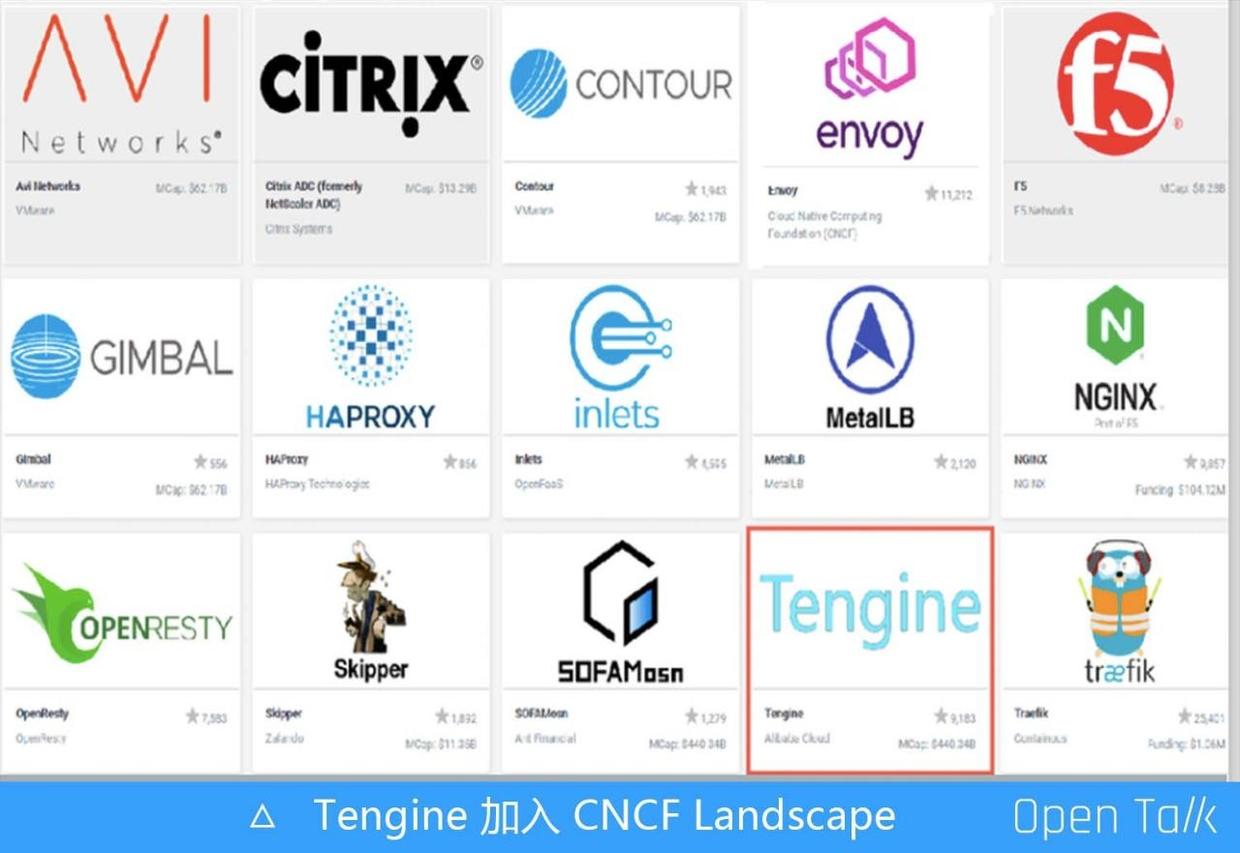 AVI
Networks®
Avi Networks
MCap: $62.17B
VMware
CİTRIX®
Citrix ADC (formerly
NetScaler ADC)
MCap: $13.29B
Citrix Systems
CONTOUR
Contour
1,943
VMware
MCap: $62.17B
envoy
Envoy
11,212
Cloud Native Computing
Foundation (CNCF)
f5®
F5
MCap: $8.25B
F5 Networks
GIMBAL
Gimbal
556
VMware
MCap: $62.17B
HAPROXY
HAProxy
856
HAProxy Technologies
inlets
Inlets
OpenFaaS
MetalLB
MetalLB
2,120
MetalLB
NGINX
Part of F5
NGINX
9,857
NGINX
Funding: $104.12M
OPENRESTY
OpenResty
7,583
OpenResty
Skipper
Skipper
1,892
Zalando
MCap: $11.35B
SOFAMosn
SOFAMosn
1,279
Ant Financial
MCap: $440.34B
Tengine
Tengine
9,183
Alibaba Cloud
MCap: $440.34B
træfik
Traefik
25,401
Containous
Funding: $1.06M
△ Tengine 加入 CNCF Landscape
Open Talk